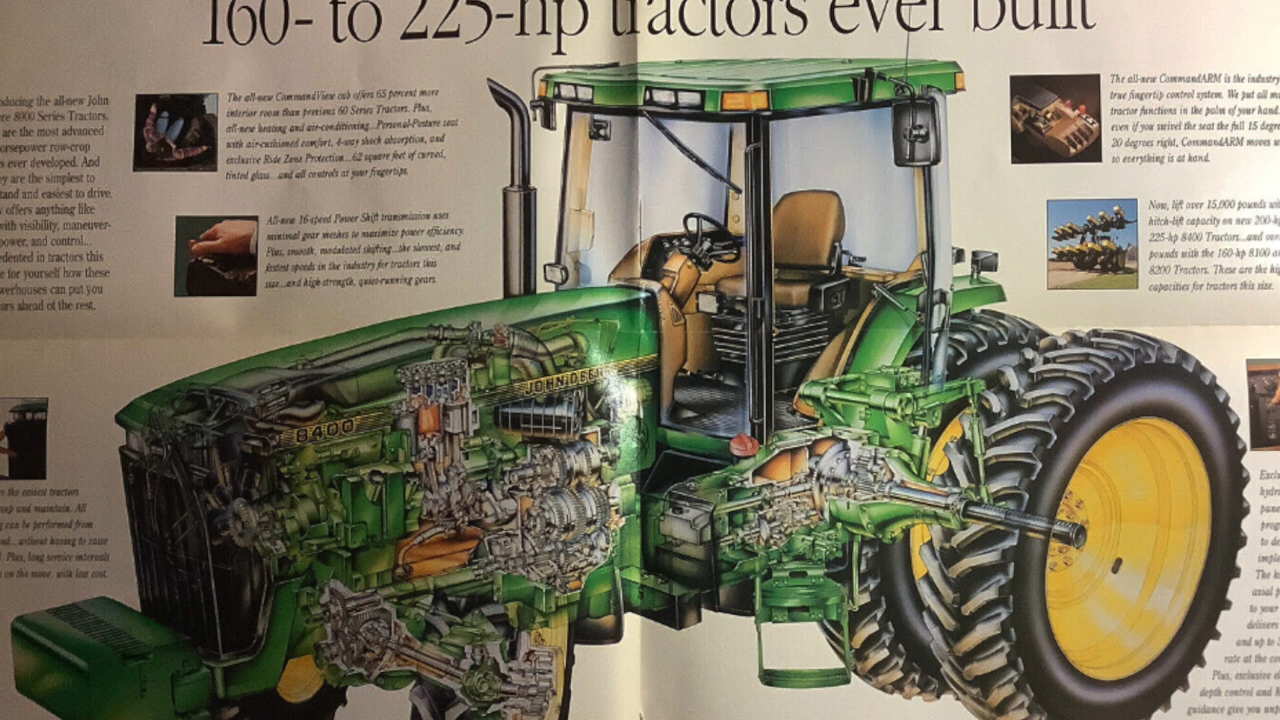 160- to 225-hp tractors ever built
oducing the all-new John
re 8000 Series Tractors.
are the most advanced
orsepower row-crop
s ever developed. And
ey are the simplest to
tand and easiest to drive.
offers anything like
with visibility, maneuver-
power, and control...
edented in tractors this
e for yourself how these
werhouses can put you
ars ahead of the rest.
The all-new CommandView cab offers 65 percent more
interior room than previous 60 Series Tractors. Plus,
all-new heating and air-conditioning...Personal-Posture seat
with air-cushioned comfort, 4-way shock absorption, and
exclusive Ride Zone Protection...62 square feet of curved,
tinted glass...and all controls at your fingertips.
All-new 16-speed Power Shift transmission uses
minimal gear meshes to maximize power efficiency.
Plus, smooth, modulated shifting...the slowest, and
fastest speeds in the industry for tractors this
size...and high-strength, quiet-running gears.
The all-new CommandARM is the industry
true fingertip control system. We put all mo
tractor functions in the palm of your hand.
even if you swivel the seat the full 15 degre
20 degrees right, CommandARM moves w
so everything is at hand.
Now, lift over 15,000 pounds wi
hitch-lift capacity on new 200-h
225-hp 8400 Tractors...and ove
pounds with the 160-hp 8100 a
8200 Tractors. These are the hi
capacities for tractors this size.
JOHN DEERE
8400
re the easiest tractors
eep and maintain. All
g can be performed from
nd...without having to raise
Plus, long service intervals
on the move, with less cost.
Exclu
hydr
pan
prog
to de
imple
The h
axial p
to your
delivers
and up to
rate at the co
Plus, exclusive el
depth control and
guidance give you unp